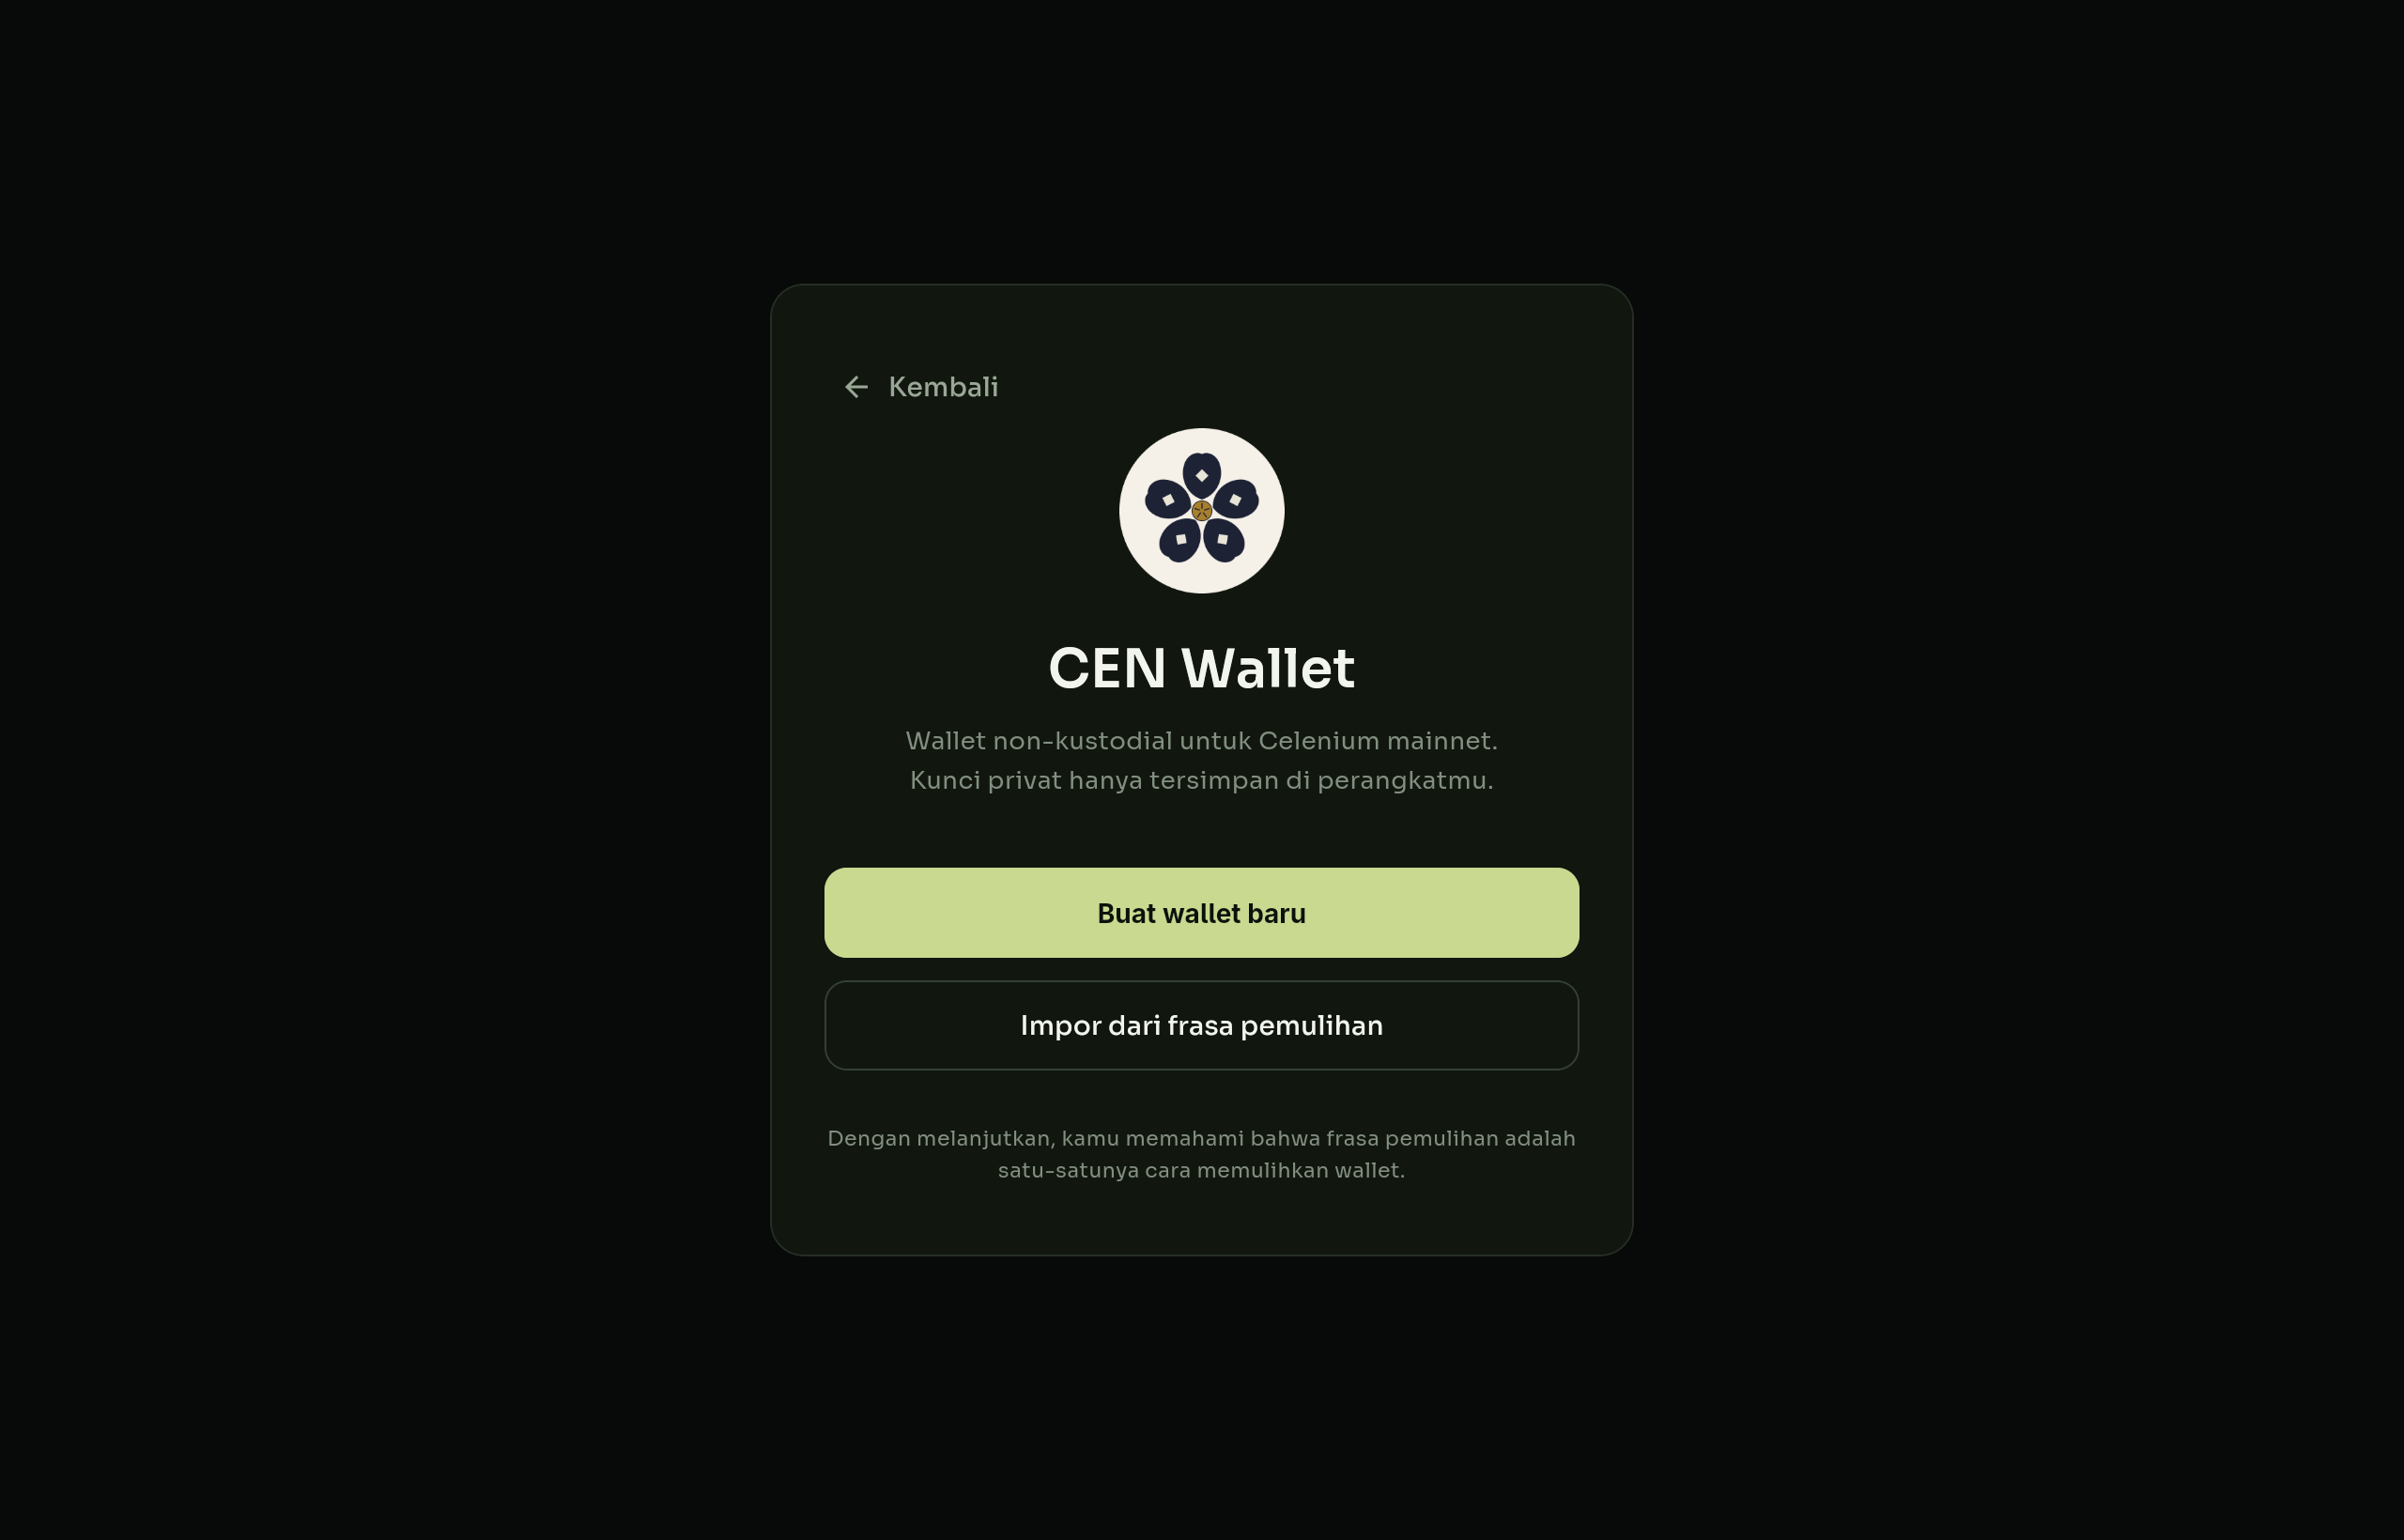 Kembali
CEN Wallet
Wallet non-kustodial untuk Celenium mainnet.
Kunci privat hanya tersimpan di perangkatmu.
Buat wallet baru
Impor dari frasa pemulihan
Dengan melanjutkan, kamu memahami bahwa frasa pemulihan adalah
satu-satunya cara memulihkan wallet.